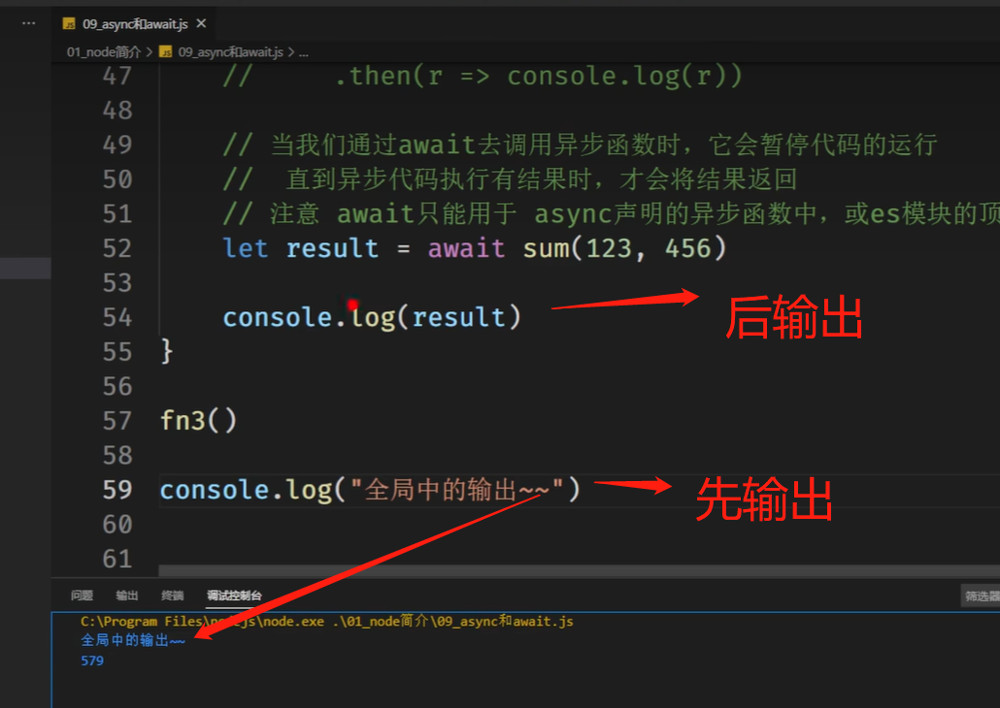 ...
JS 09_async和await.js ×
01_node简介 > JS 09_async和await.js > ...
47 // .then(r => console.log(r))
48
49 // 当我们通过await去调用异步函数时，它会暂停代码的运行
50 // 直到异步代码执行有结果时，才会将结果返回
51 // 注意 await只能用于 async声明的异步函数中，或es模块的顶
52 let result = await sum(123, 456)
53
54 console.log(result)
后输出
55 }
56
57 fn3()
58
59 console.log("全局中的输出~~")
先输出
60
61
问题 输出 终端 调试控制台 筛选器
C:\Program Files\nodejs\node.exe .\01_node简介\09_async和await.js
全局中的输出~~
579